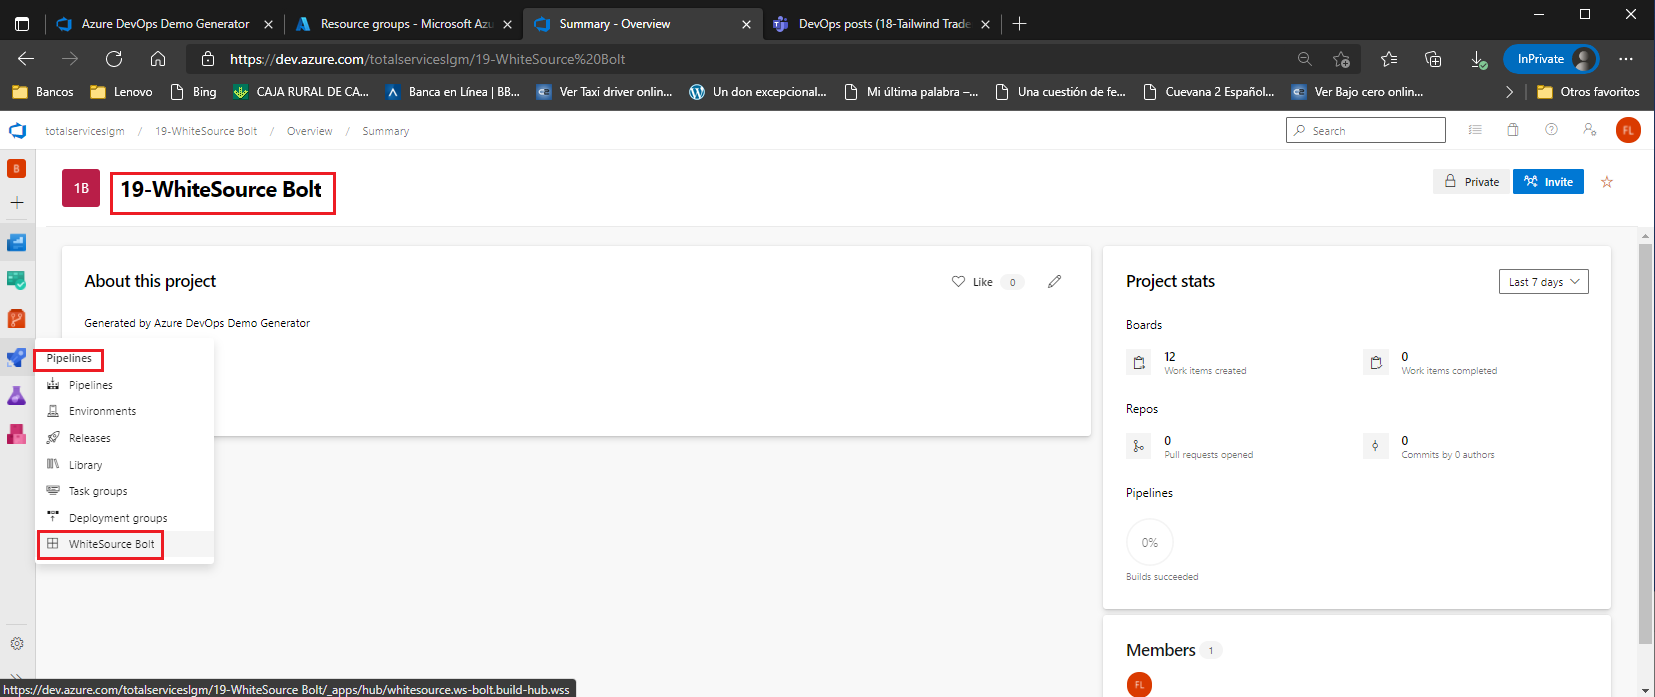 Azure DevOps Demo Generator
Resource groups - Microsoft Azu
Summary - Overview
DevOps posts (18-Tailwind Trade
https://dev.azure.com/totalserviceslgm/19-WhiteSource%20Bolt
InPrivate
Bancos
Lenovo
Bing
CAJA RURAL DE CA...
Banca en Línea | BB...
Ver Taxi driver onlin...
Un don excepcional...
Mi última palabra –...
Una cuestión de fe...
Cuevana 2 Español...
Ver Bajo cero onlin...
Otros favoritos
totalserviceslgm / 19-WhiteSource Bolt / Overview / Summary
Search
FL
B
1B
19-WhiteSource Bolt
Private
Invite
About this project
Like 0
Generated by Azure DevOps Demo Generator
Pipelines
Pipelines
Environments
Releases
Library
Task groups
Deployment groups
WhiteSource Bolt
Project stats
Last 7 days
Boards
12
Work items created
0
Work items completed
Repos
0
Pull requests opened
0
Commits by 0 authors
Pipelines
0%
Builds succeeded
Members 1
FL
https://dev.azure.com/totalserviceslgm/19-WhiteSource Bolt/_apps/hub/whitesource.ws-bolt.build-hub.wss